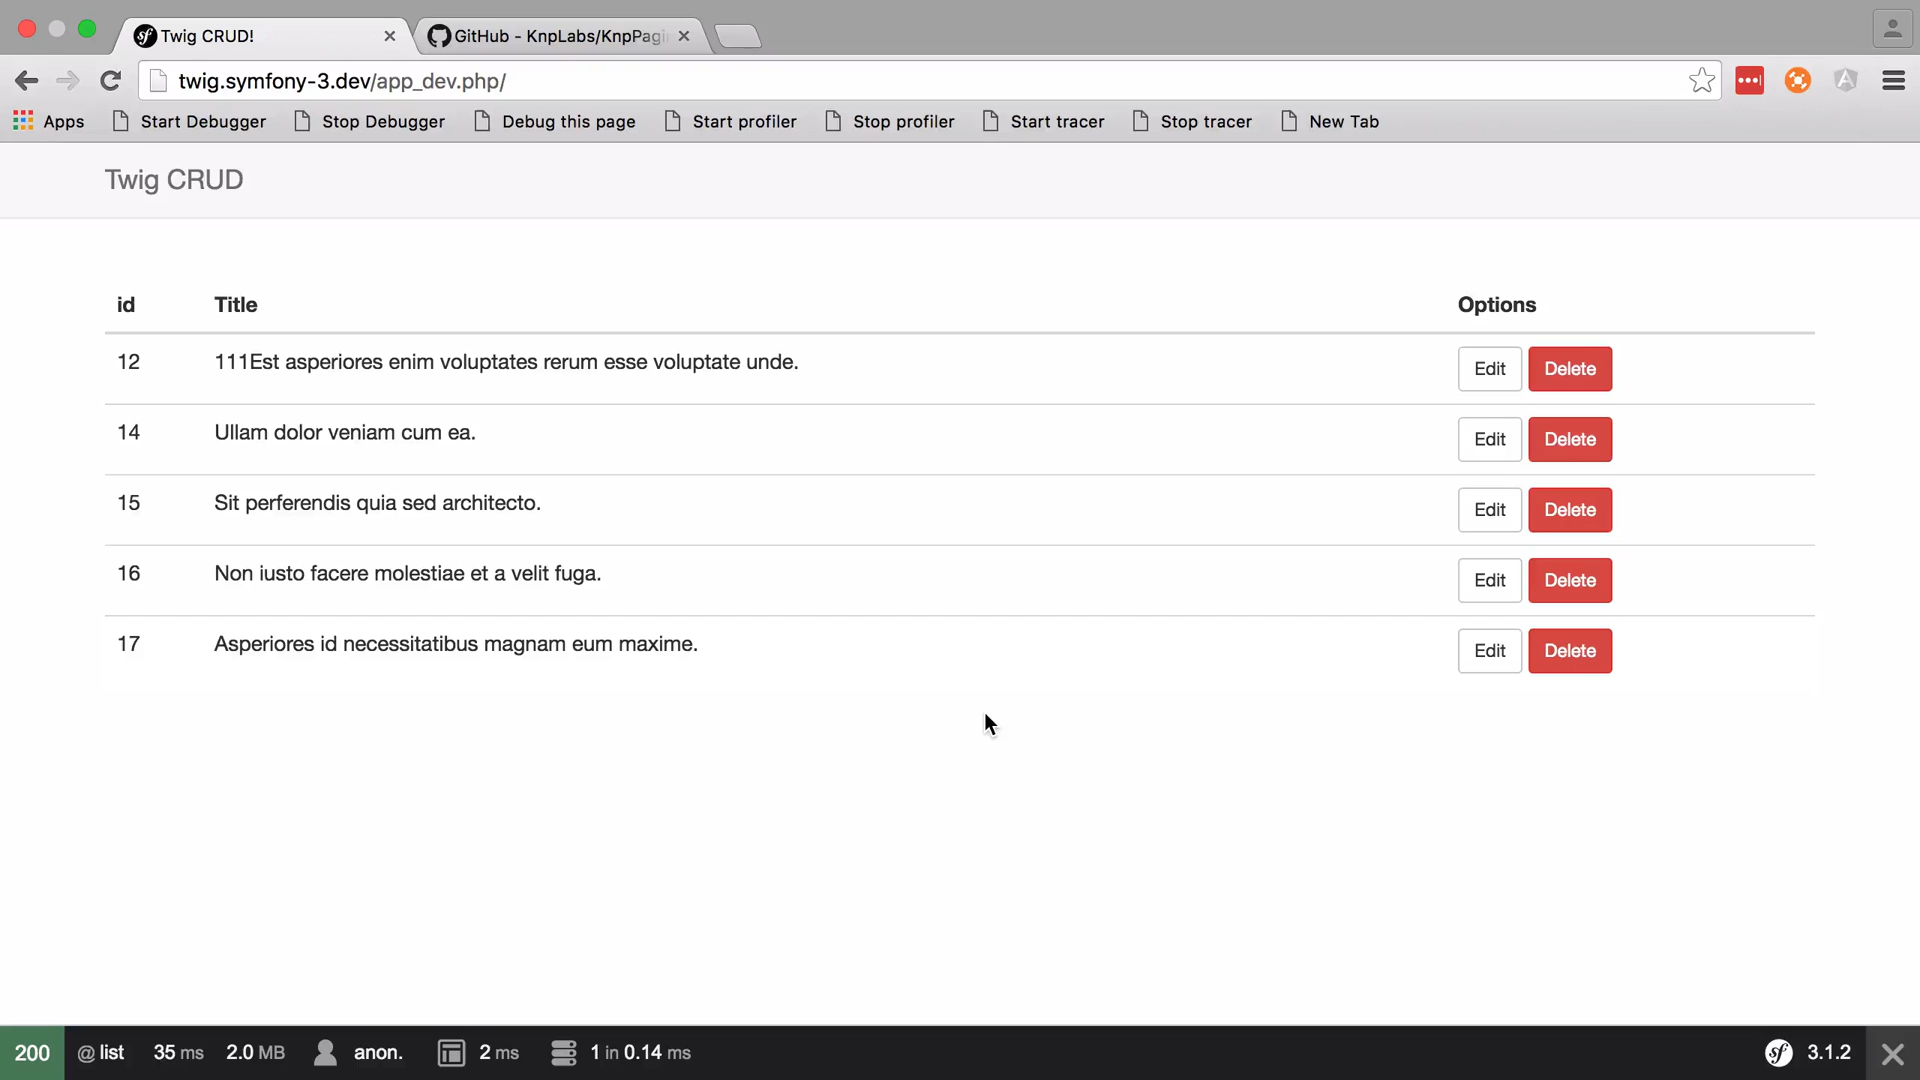 Twig CRUD!
GitHub - KnpLabs/KnpPagi
twig.symfony-3.dev/app_dev.php/
Apps Start Debugger Stop Debugger Debug this page Start profiler Stop profiler Start tracer Stop tracer New Tab
Twig CRUD
id Title Options
12 111Est asperiores enim voluptates rerum esse voluptate unde. Edit Delete
14 Ullam dolor veniam cum ea. Edit Delete
15 Sit perferendis quia sed architecto. Edit Delete
16 Non iusto facere molestiae et a velit fuga. Edit Delete
17 Asperiores id necessitatibus magnam eum maxime. Edit Delete
200 @ list 35 ms 2.0 MB anon. 2 ms 1 in 0.14 ms sf 3.1.2